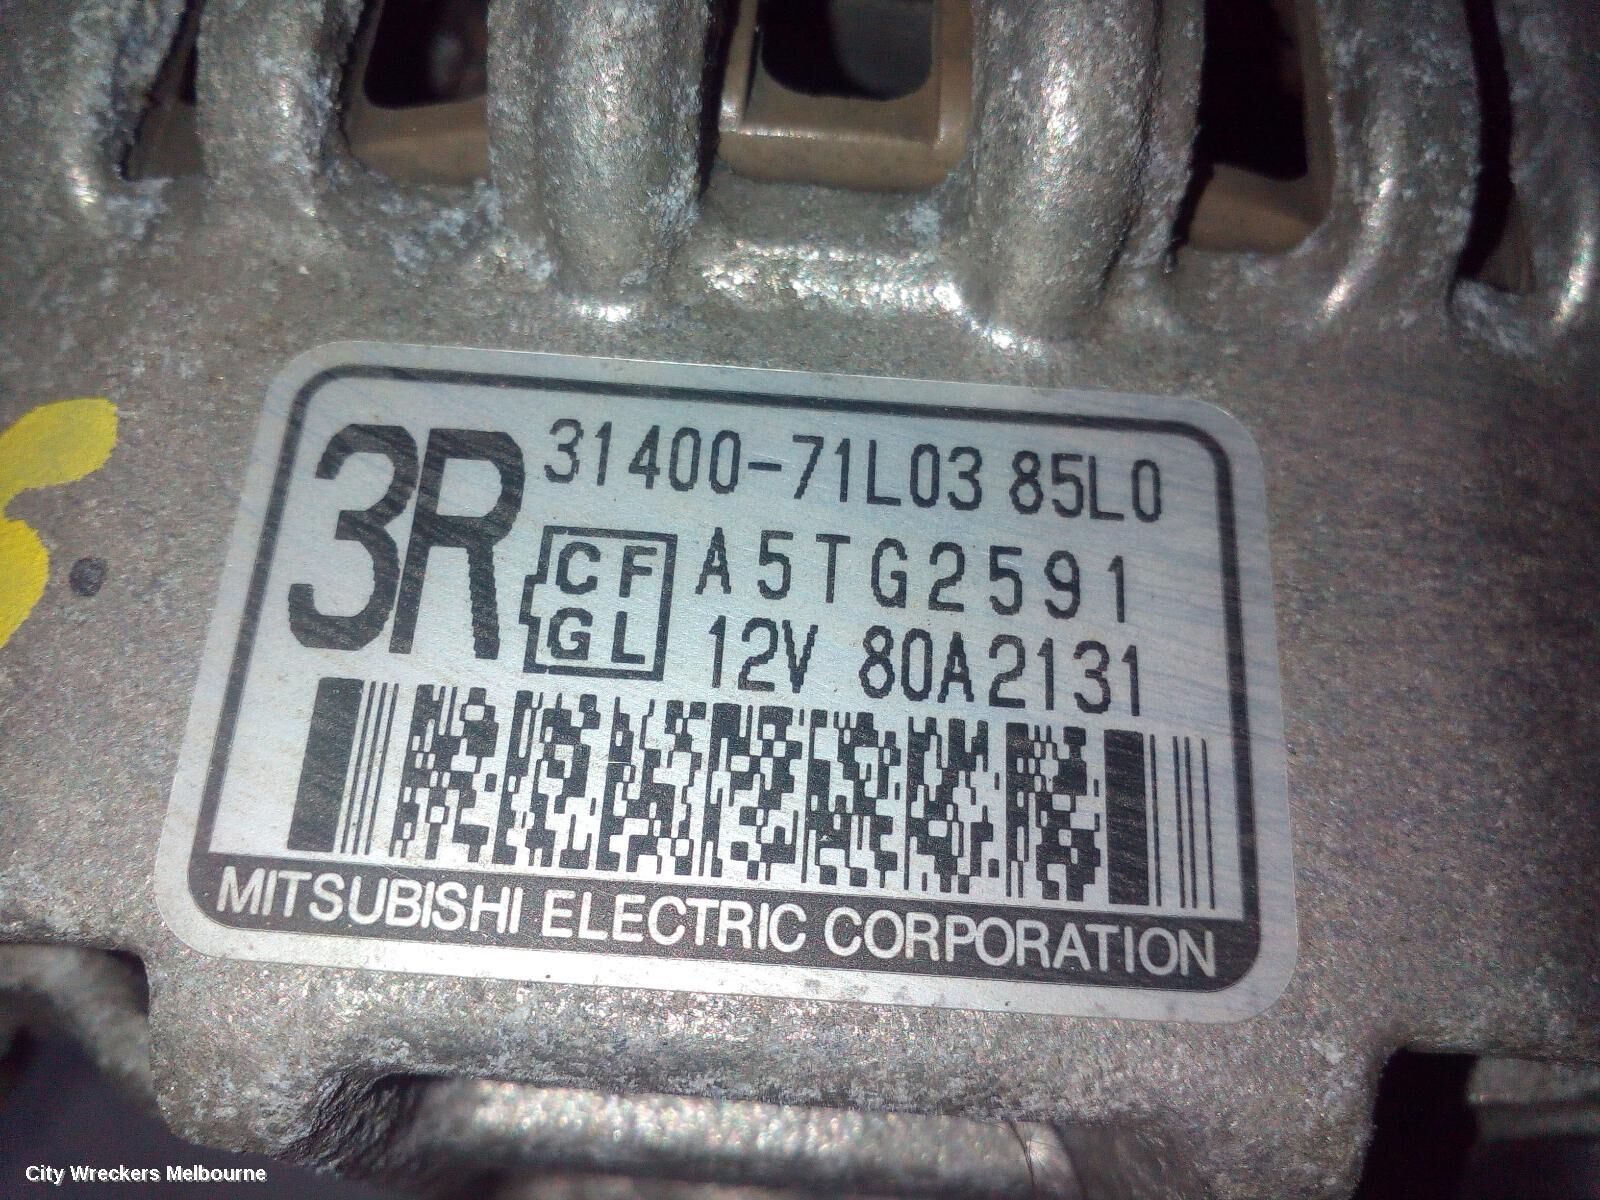 3R
31400-71L03 85L0
CF
GL
A5TG2591
12V 80A2131
MITSUBISHI ELECTRIC CORPORATION
City Wreckers Melbourne